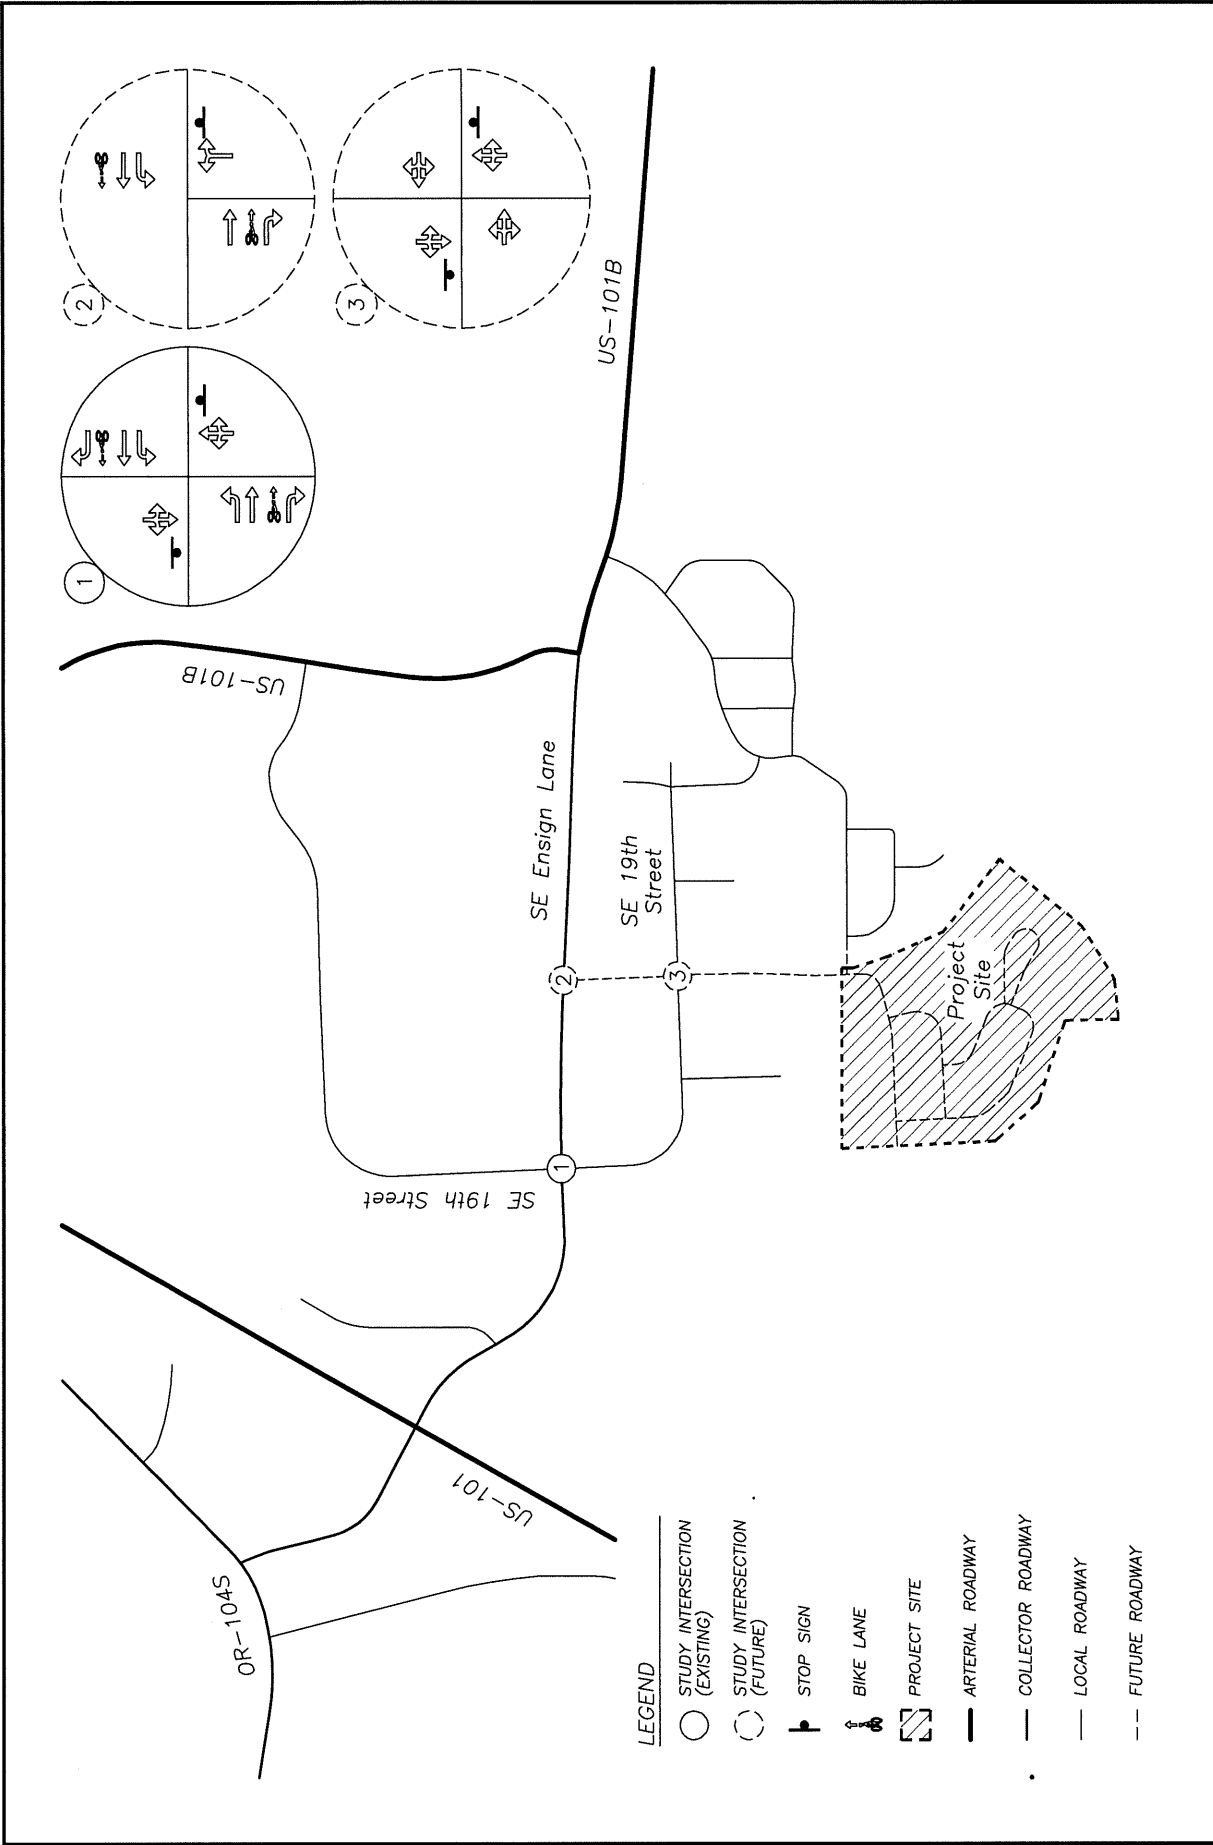 1
2
3
US-101B
US-101B
SE Ensign Lane
SE 19th
Street
2
3
Project
Site
1
SE 19th Street
US-101
OR-104S
LEGEND
STUDY INTERSECTION
(EXISTING)
STUDY INTERSECTION
(FUTURE)
STOP SIGN
BIKE LANE
PROJECT SITE
ARTERIAL ROADWAY
COLLECTOR ROADWAY
LOCAL ROADWAY
FUTURE ROADWAY